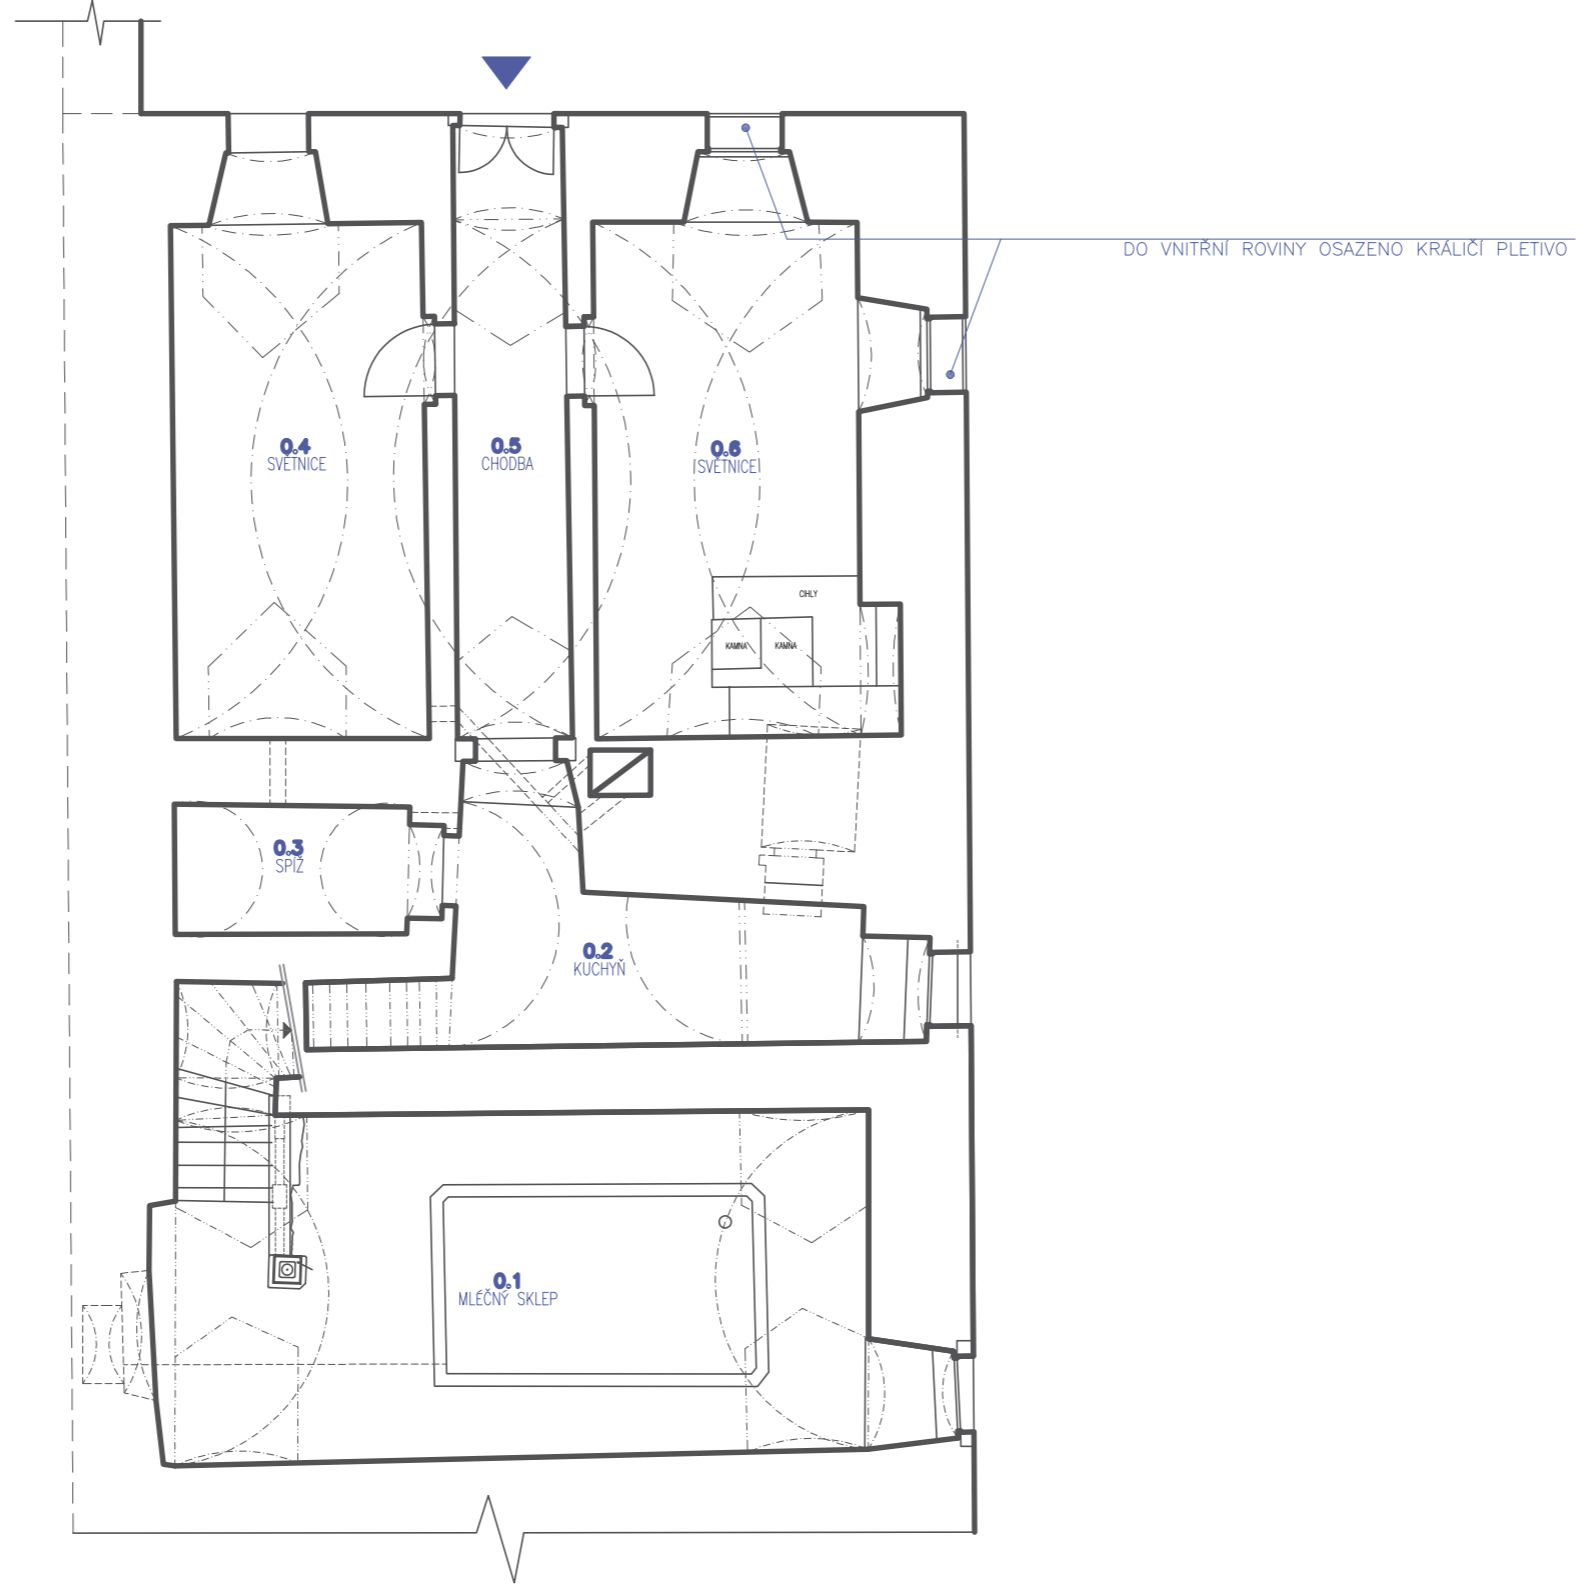 DO VNITŘNÍ ROVINY OSAZENO KRÁLIČÍ PLETIVO
0.4
SVĚTNICE
0.5
CHODBA
0.6
SVĚTNICE
CIHLY
KAMNA
KAMNA
0.3
SPÍŽ
0.2
KUCHYŇ
0.1
MLÉČNÝ SKLEP